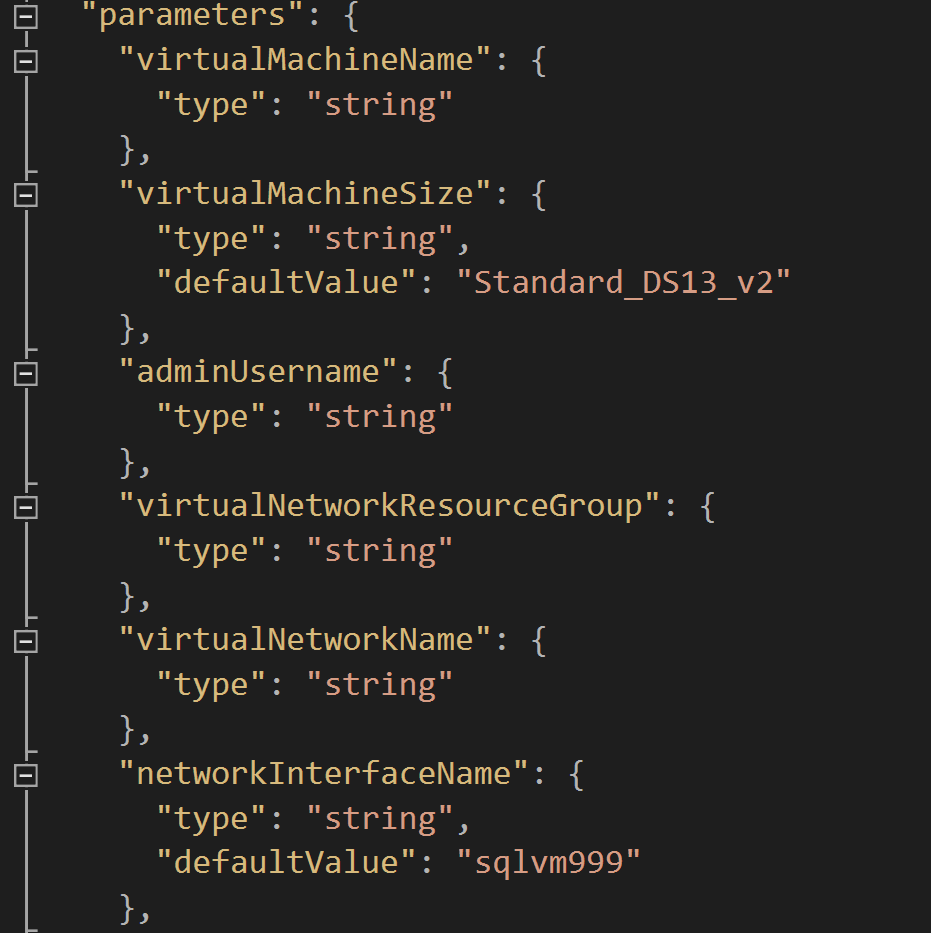 "parameters": {
"virtualMachineName": {
"type": "string"
},
"virtualMachineSize": {
"type": "string",
"defaultValue": "Standard_DS13_v2"
},
"adminUsername": {
"type": "string"
},
"virtualNetworkResourceGroup": {
"type": "string"
},
"virtualNetworkName": {
"type": "string"
},
"networkInterfaceName": {
"type": "string",
"defaultValue": "sqlvm999"
},